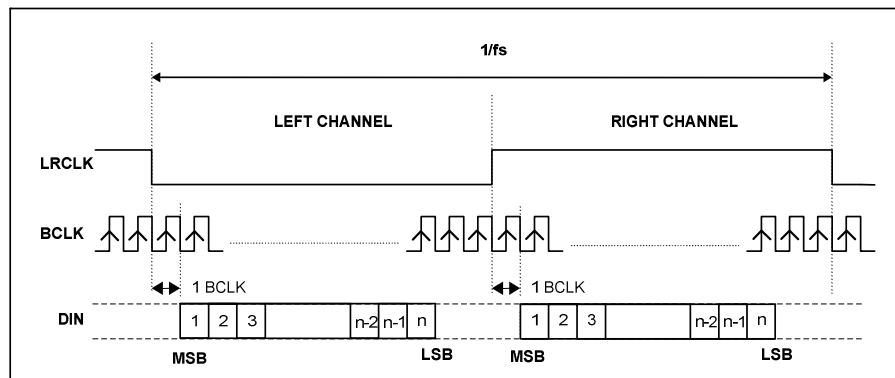 1/fs
LEFT CHANNEL RIGHT CHANNEL
LRCLK
BCLK
1 BCLK 1 BCLK
DIN 1 2 3 n-2 n-1 n 1 2 3 n-2 n-1 n
MSB LSB MSB LSB